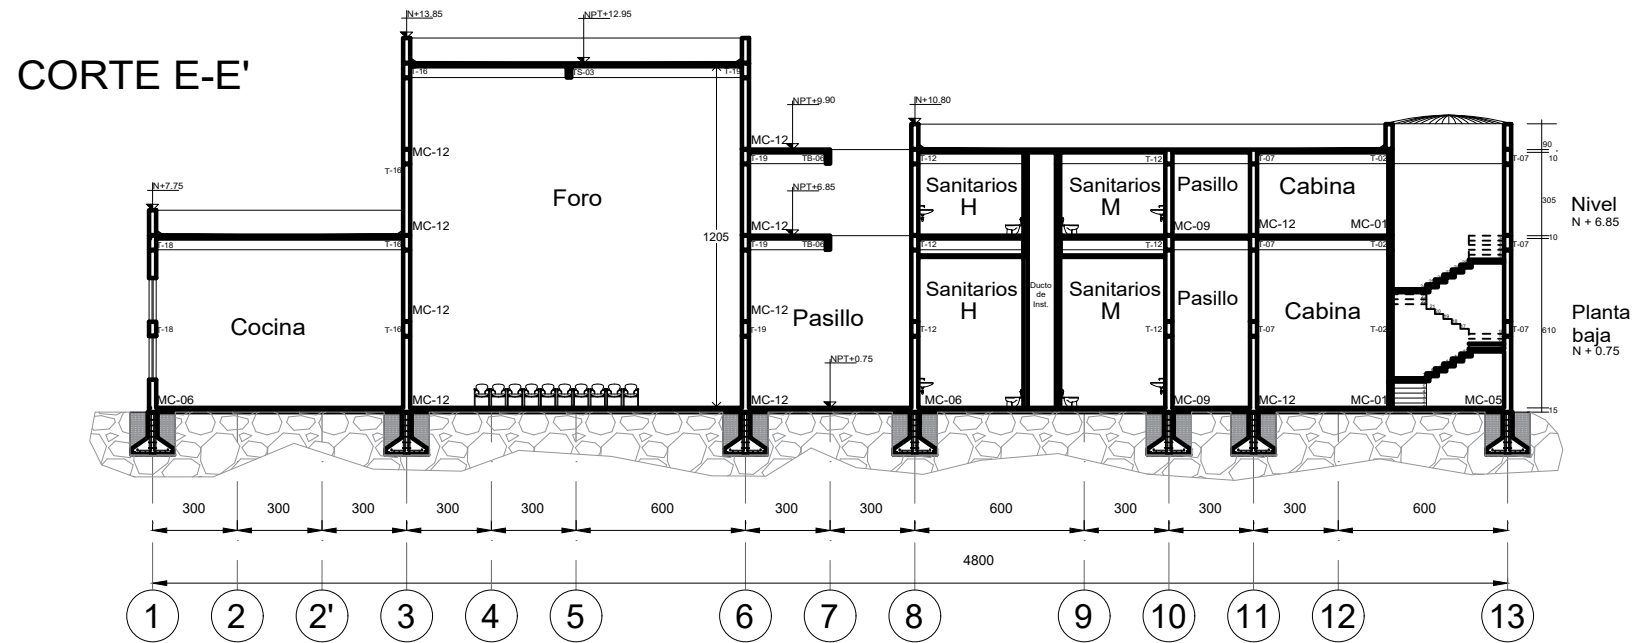 N+13.85
NPT+12.95
CORTE E-E'
T-16
TS-03
T-19
NPT+9.90
N+10.80
MC-12
MC-12
90
T-19
TB-06
T-12
T-12
T-07
T-02
T-07
10
T-16
N+7.75
NPT+6.85
Foro
Sanitarios
H
Sanitarios
M
Pasillo
Cabina
305
Nivel
N + 6.85
MC-12
MC-12
MC-09
MC-12
MC-01
1205
10
T-18
T-16
T-19
TB-06
T-12
T-07
T-02
T-07
Sanitarios
H
Ducto
de
Inst.
Sanitarios
M
Pasillo
Cabina
MC-12
MC-12
Cocina
Pasillo
Planta
baja
N + 0.75
T-18
T-16
T-19
T-12
T-12
T-07
T-02
T-07
610
NPT+0.75
MC-06
MC-12
MC-12
MC-06
MC-09
MC-12
MC-01
MC-05
15
300
300
300
300
300
600
300
300
600
300
300
300
600
4800
1
2
2'
3
4
5
6
7
8
9
10
11
12
13